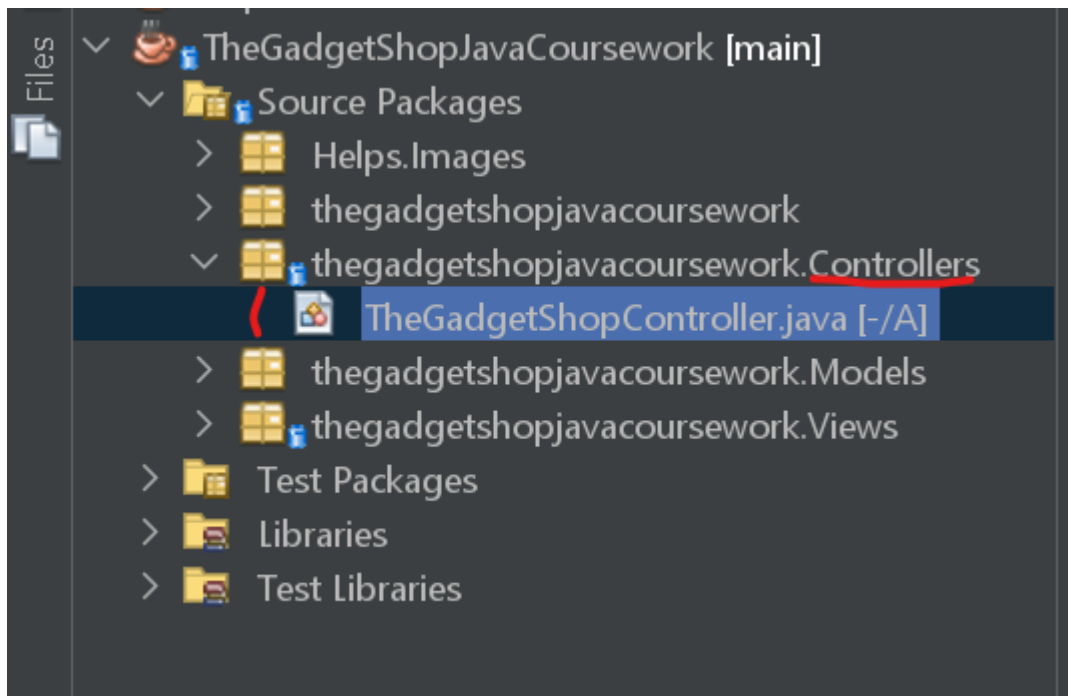 Files
TheGadgetShopJavaCoursework [main]
Source Packages
Helps.Images
thegadgetshopjavacoursework
thegadgetshopjavacoursework.Controllers
TheGadgetShopController.java [-/A]
thegadgetshopjavacoursework.Models
thegadgetshopjavacoursework.Views
Test Packages
Libraries
Test Libraries